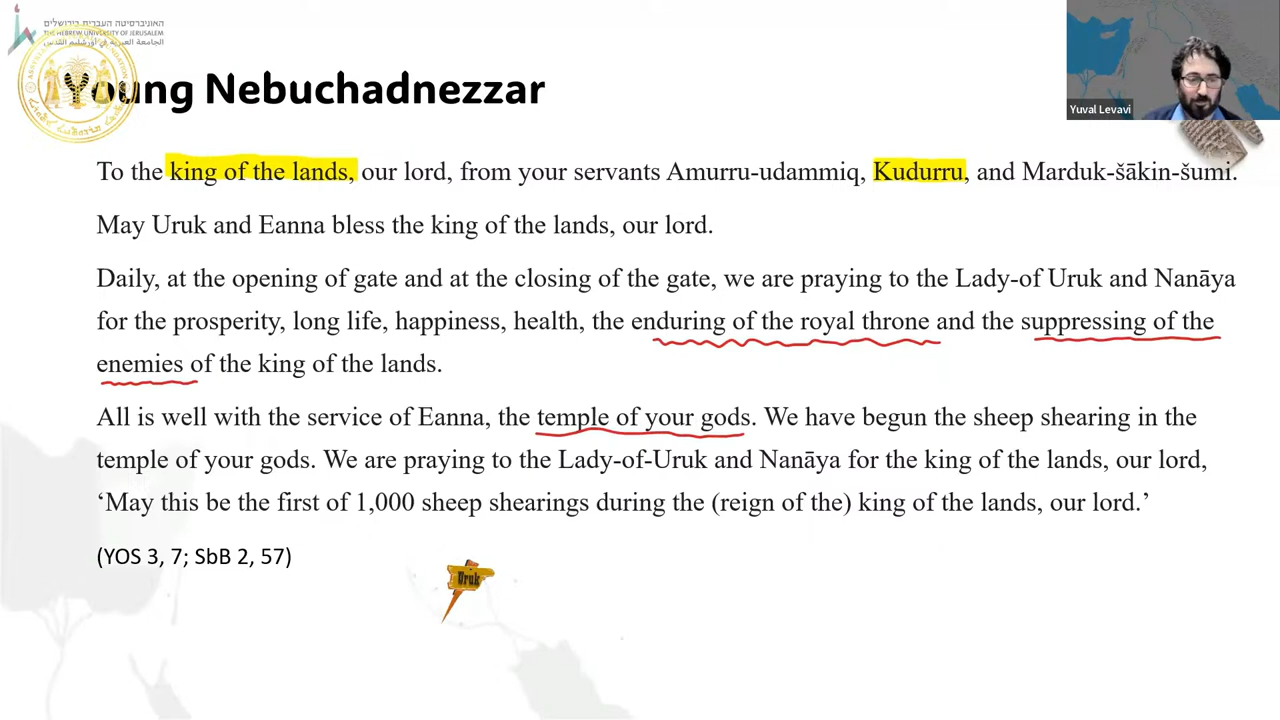 האוניברסיטה העברית בירושלים
THE HEBREW UNIVERSITY OF JERUSALEM
الجامعة العبرية في اورشليم القدس
Young Nebuchadnezzar
Yuval Levavi
To the king of the lands, our lord, from your servants Amurru-udammiq, Kudurru, and Marduk-šākin-šumi.
May Uruk and Eanna bless the king of the lands, our lord.
Daily, at the opening of gate and at the closing of the gate, we are praying to the Lady-of Uruk and Nanāya
for the prosperity, long life, happiness, health, the enduring of the royal throne and the suppressing of the
enemies of the king of the lands.
All is well with the service of Eanna, the temple of your gods. We have begun the sheep shearing in the
temple of your gods. We are praying to the Lady-of-Uruk and Nanāya for the king of the lands, our lord,
‘May this be the first of 1,000 sheep shearings during the (reign of the) king of the lands, our lord.’
(YOS 3, 7; SbB 2, 57)
Uruk